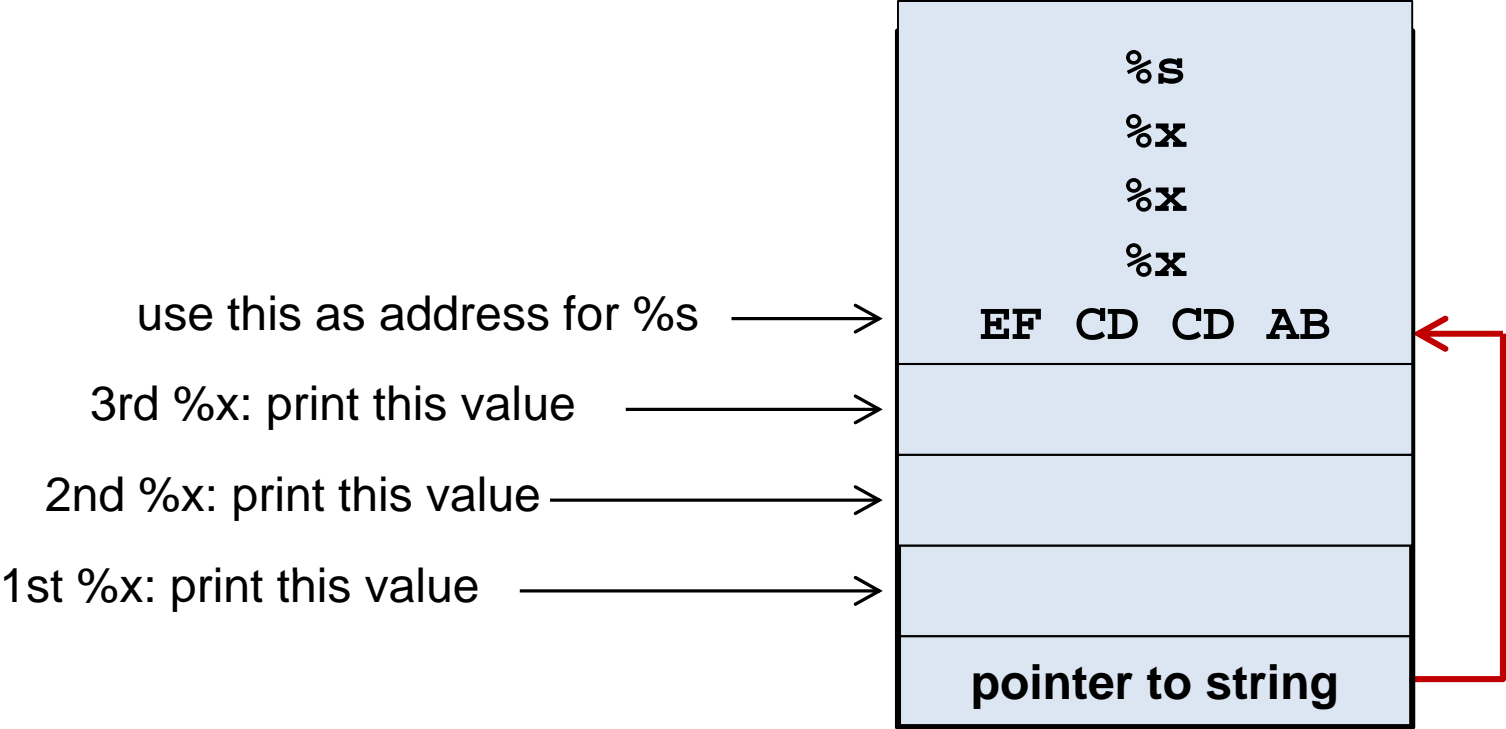 %s
%x
%x
%x
use this as address for %s
EF CD CD AB
3rd %x: print this value
2nd %x: print this value
1st %x: print this value
pointer to string